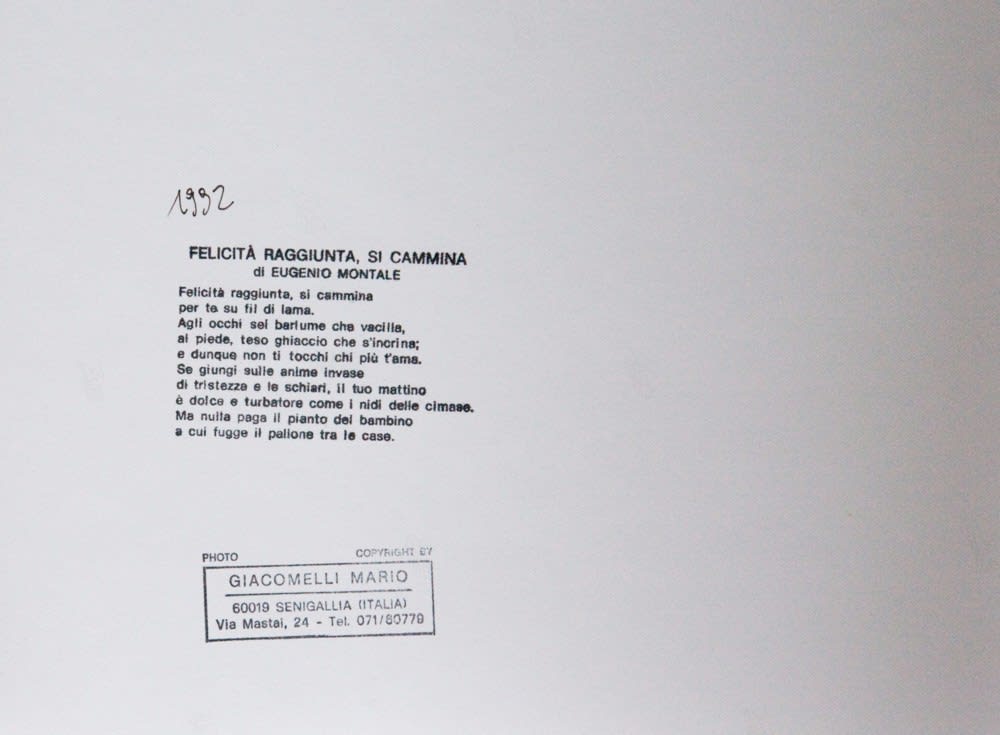 1992
FELICITÀ RAGGIUNTA, SI CAMMINA
di EUGENIO MONTALE
Felicità raggiunta, si cammina
per te su fil di lama.
Agli occhi sei barlume che vacilla,
al piede, teso ghiaccio che s'incrina;
e dunque non ti tocchi chi più t'ama.
Se giungi sulle anime invase
di tristezza e le schiari, il tuo mattino
è dolce e turbatore come i nidi delle cimase.
Ma nulla paga il pianto del bambino
a cui fugge il pallone tra le case.
PHOTO COPYRIGHT BY
GIACOMELLI MARIO
60019 SENIGALLIA (ITALIA)
Via Mastai, 24 - Tel. 071/60779